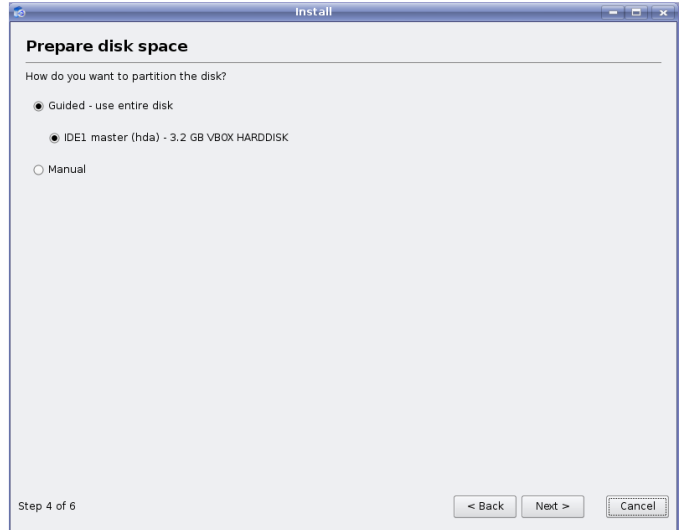 Install
Prepare disk space
How do you want to partition the disk?
Guided - use entire disk
IDE1 master (hda) - 3.2 GB VBOX HARDDISK
Manual
Step 4 of 6
< Back
Next >
Cancel